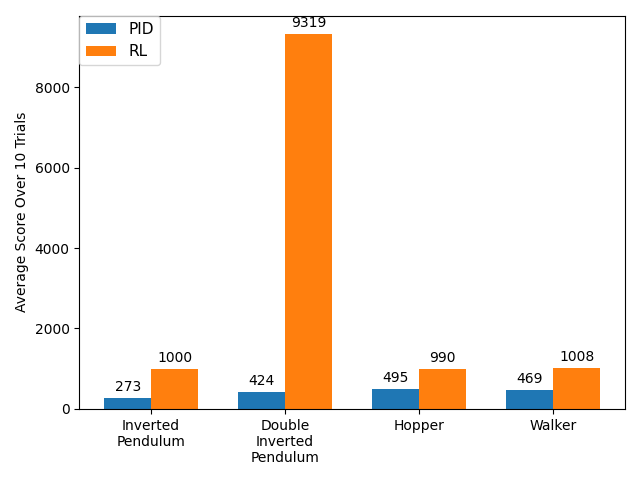 PID
RL
Average Score Over 10 Trials
8000
6000
4000
2000
0
273
1000
424
9319
495
990
469
1008
Inverted
Pendulum
Double
Inverted
Pendulum
Hopper
Walker